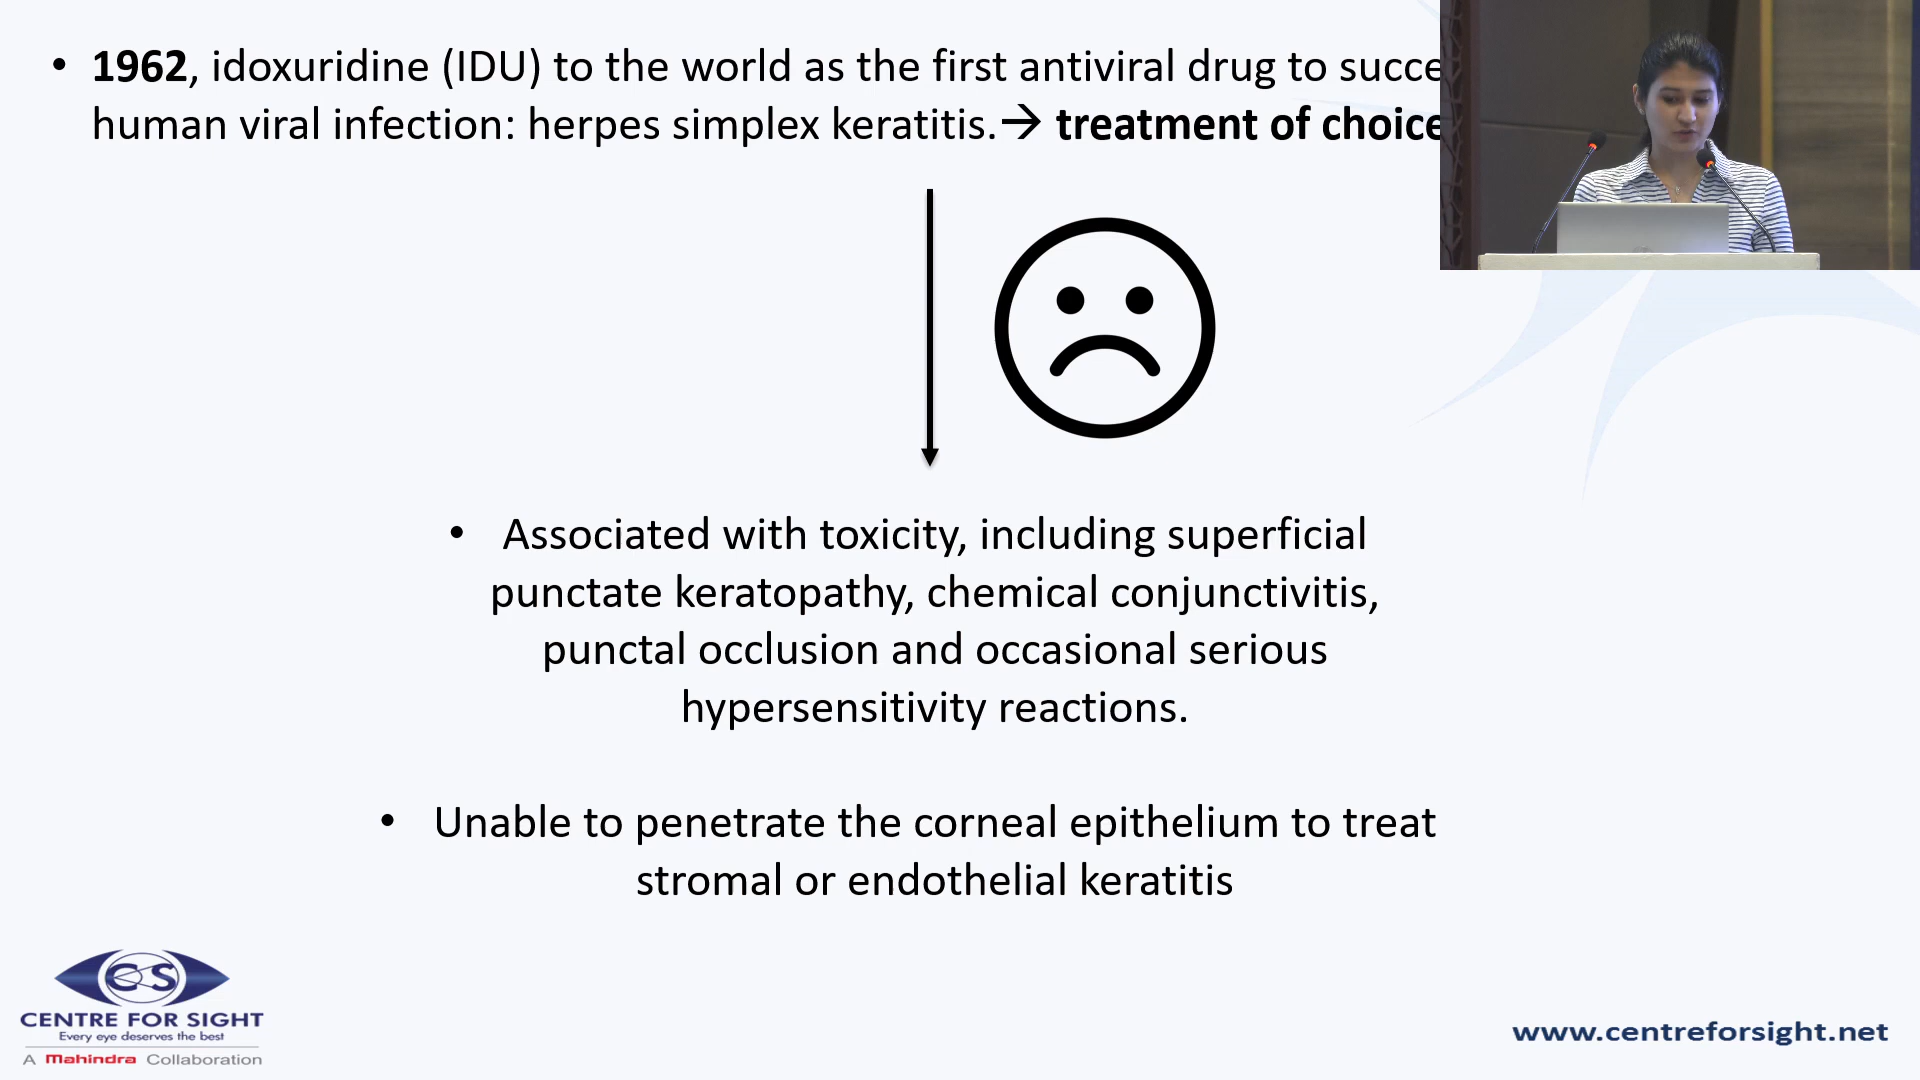 • 1962, idoxuridine (IDU) to the world as the first antiviral drug to
human viral infection: herpes simplex keratitis.→ treatment of choice
• Associated with toxicity, including superficial
punctate keratopathy, chemical conjunctivitis,
punctal occlusion and occasional serious
hypersensitivity reactions.
• Unable to penetrate the corneal epithelium to treat
stromal or endothelial keratitis
CS
CENTRE FOR SIGHT
Every eye deserves the best
A Mahindra Collaboration
www.centreforsight.net